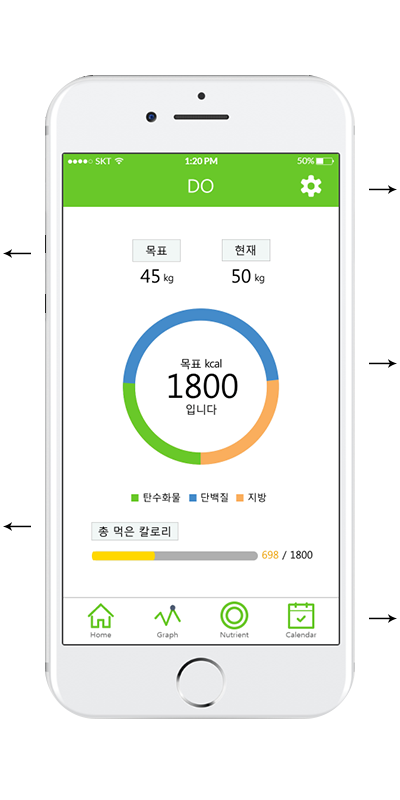 ●●●●○ SKT 1:20 PM 50%
DO
목표 현재
45 kg 50 kg
목표 kcal
1800
입니다
탄수화물 단백질 지방
총 먹은 칼로리
698 / 1800
Home Graph Nutrient Calendar